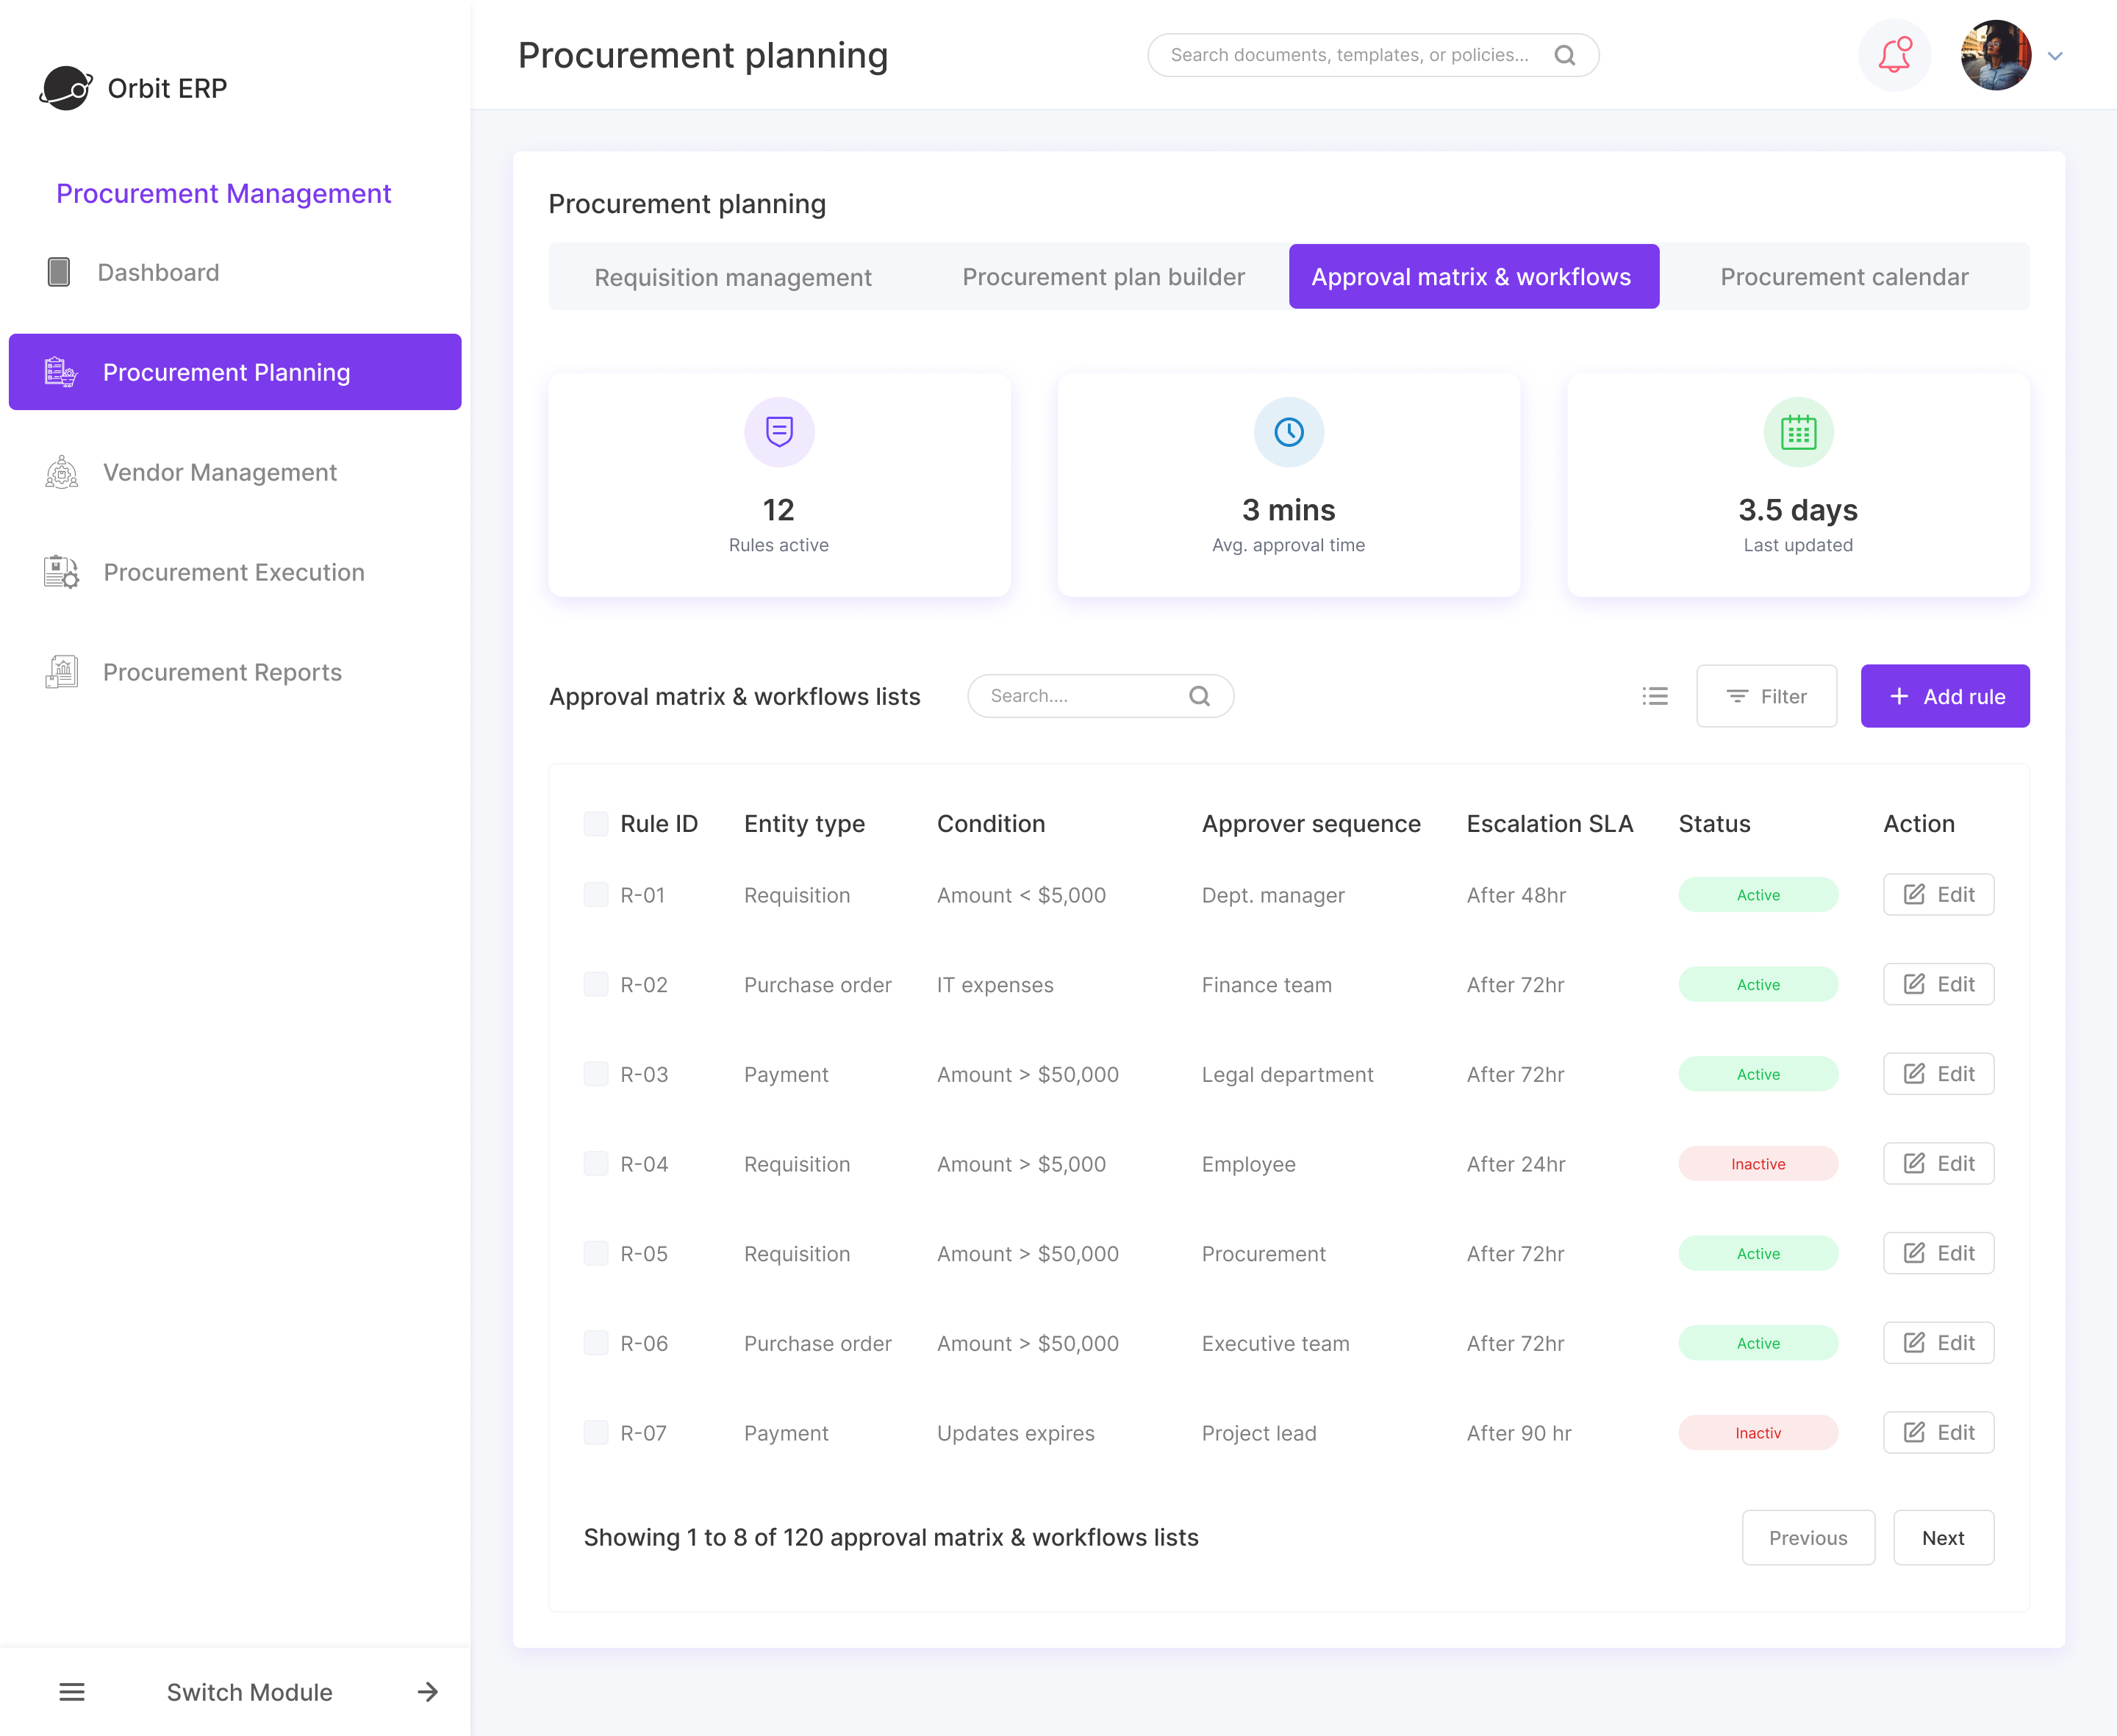 Orbit ERP
Procurement Management
Dashboard
Procurement Planning
Vendor Management
Procurement Execution
Procurement Reports
Switch Module
Procurement planning
Search documents, templates, or policies...
Procurement planning
Requisition management Procurement plan builder Approval matrix & workflows Procurement calendar
12
Rules active
3 mins
Avg. approval time
3.5 days
Last updated
Approval matrix & workflows lists Search.... Filter Add rule
Rule ID Entity type Condition Approver sequence Escalation SLA Status Action
R-01 Requisition Amount < $5,000 Dept. manager After 48hr Active Edit
R-02 Purchase order IT expenses Finance team After 72hr Active Edit
R-03 Payment Amount > $50,000 Legal department After 72hr Active Edit
R-04 Requisition Amount > $5,000 Employee After 24hr Inactive Edit
R-05 Requisition Amount > $50,000 Procurement After 72hr Active Edit
R-06 Purchase order Amount > $50,000 Executive team After 72hr Active Edit
R-07 Payment Updates expires Project lead After 90 hr Inactiv Edit
Showing 1 to 8 of 120 approval matrix & workflows lists Previous Next